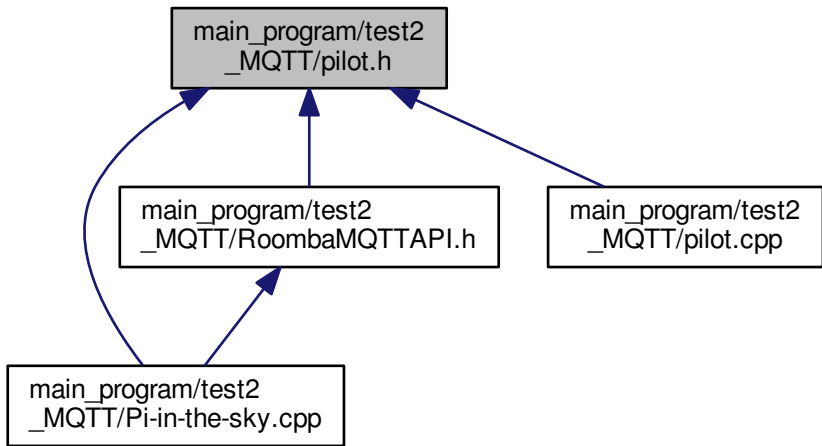 main_program/test2
_MQTT/pilot.h
main_program/test2
_MQTT/RoombaMQTTAPI.h
main_program/test2
_MQTT/pilot.cpp
main_program/test2
_MQTT/Pi-in-the-sky.cpp